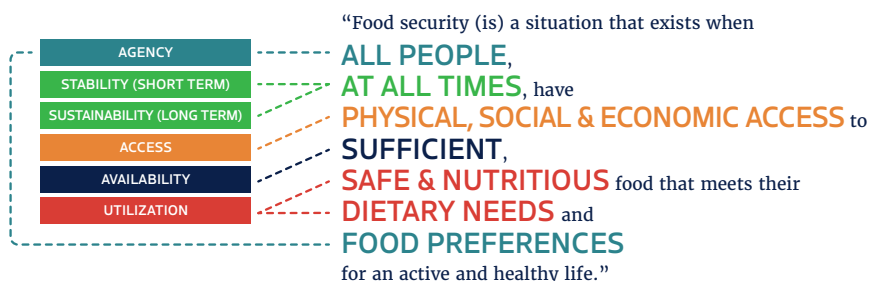 “Food security (is) a situation that exists when
AGENCY
ALL PEOPLE,
STABILITY (SHORT TERM)
AT ALL TIMES, have
SUSTAINABILITY (LONG TERM)
PHYSICAL, SOCIAL & ECONOMIC ACCESS to
ACCESS
SUFFICIENT,
AVAILABILITY
SAFE & NUTRITIOUS food that meets their
UTILIZATION
DIETARY NEEDS and
FOOD PREFERENCES
for an active and healthy life.”